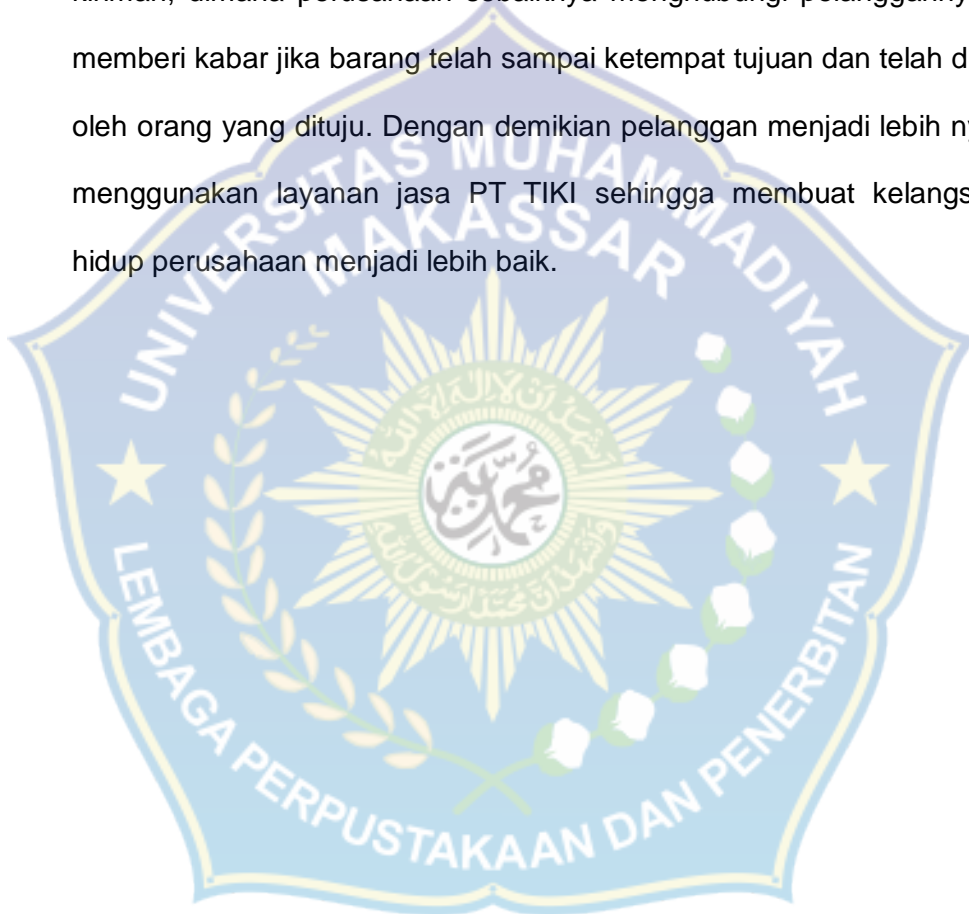 memberi kabar jika barang telah sampai ketempat tujuan dan telah d
oleh orang yang dituju. Dengan demikian pelanggan menjadi lebih ny
menggunakan layanan jasa PT TIKI sehingga membuat kelangs
hidup perusahaan menjadi lebih baik.
UNIVERSITAS MUHAMMADIYAH
MAKASSAR
محمدية
LEMBAGA PERPUSTAKAAN DAN PENERBITAN